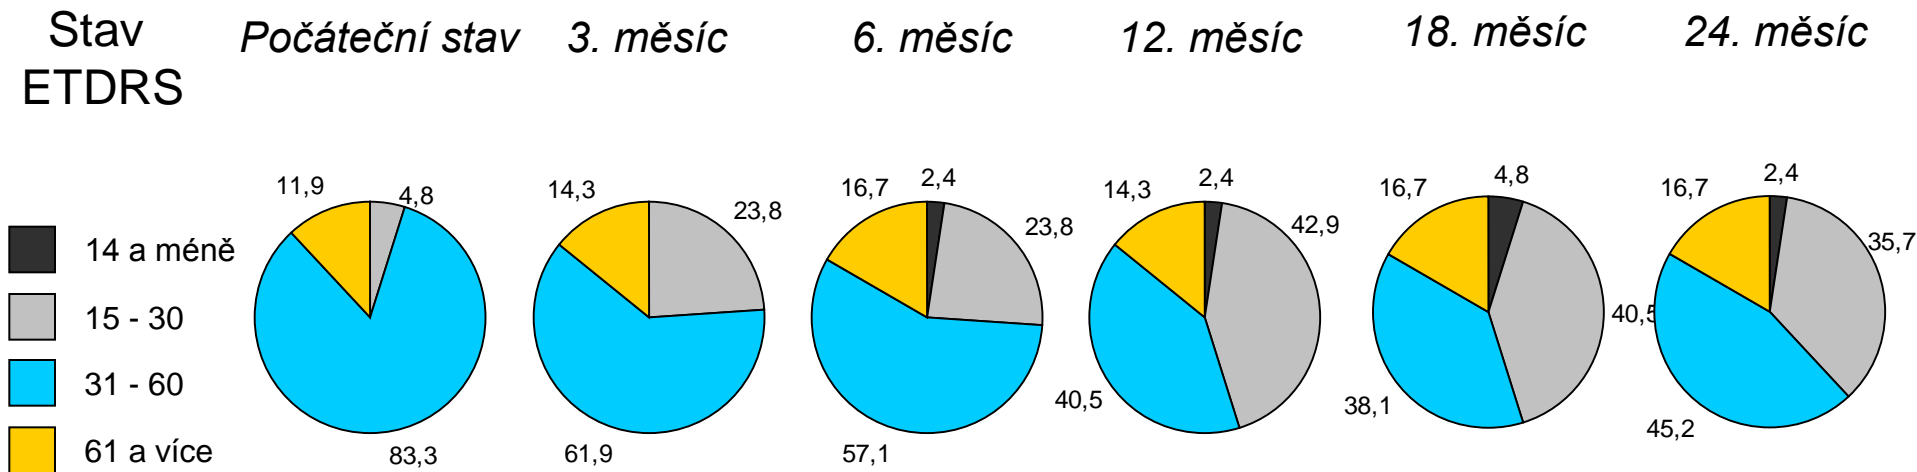 Stav
ETDRS
Počáteční stav
3. měsíc
6. měsíc
12. měsíc
18. měsíc
24. měsíc
14 a méně
15 - 30
31 - 60
61 a více
11,9
4,8
83,3
14,3
23,8
61,9
16,7
2,4
23,8
57,1
14,3
2,4
42,9
40,5
16,7
4,8
40,5
38,1
16,7
2,4
35,7
45,2